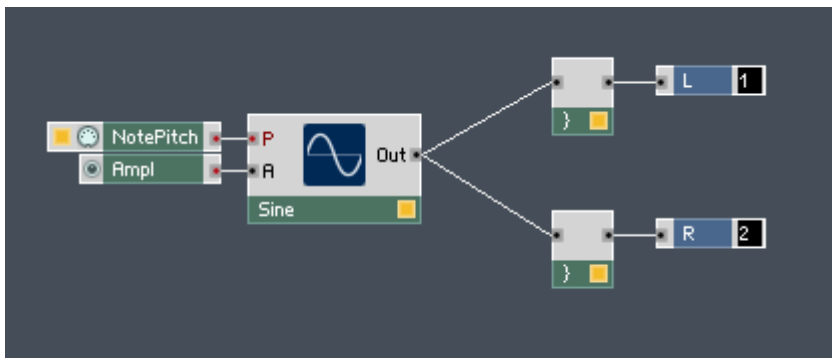 NotePitch
Ampl
P
A
Out
Sine
}
L 1
}
R 2